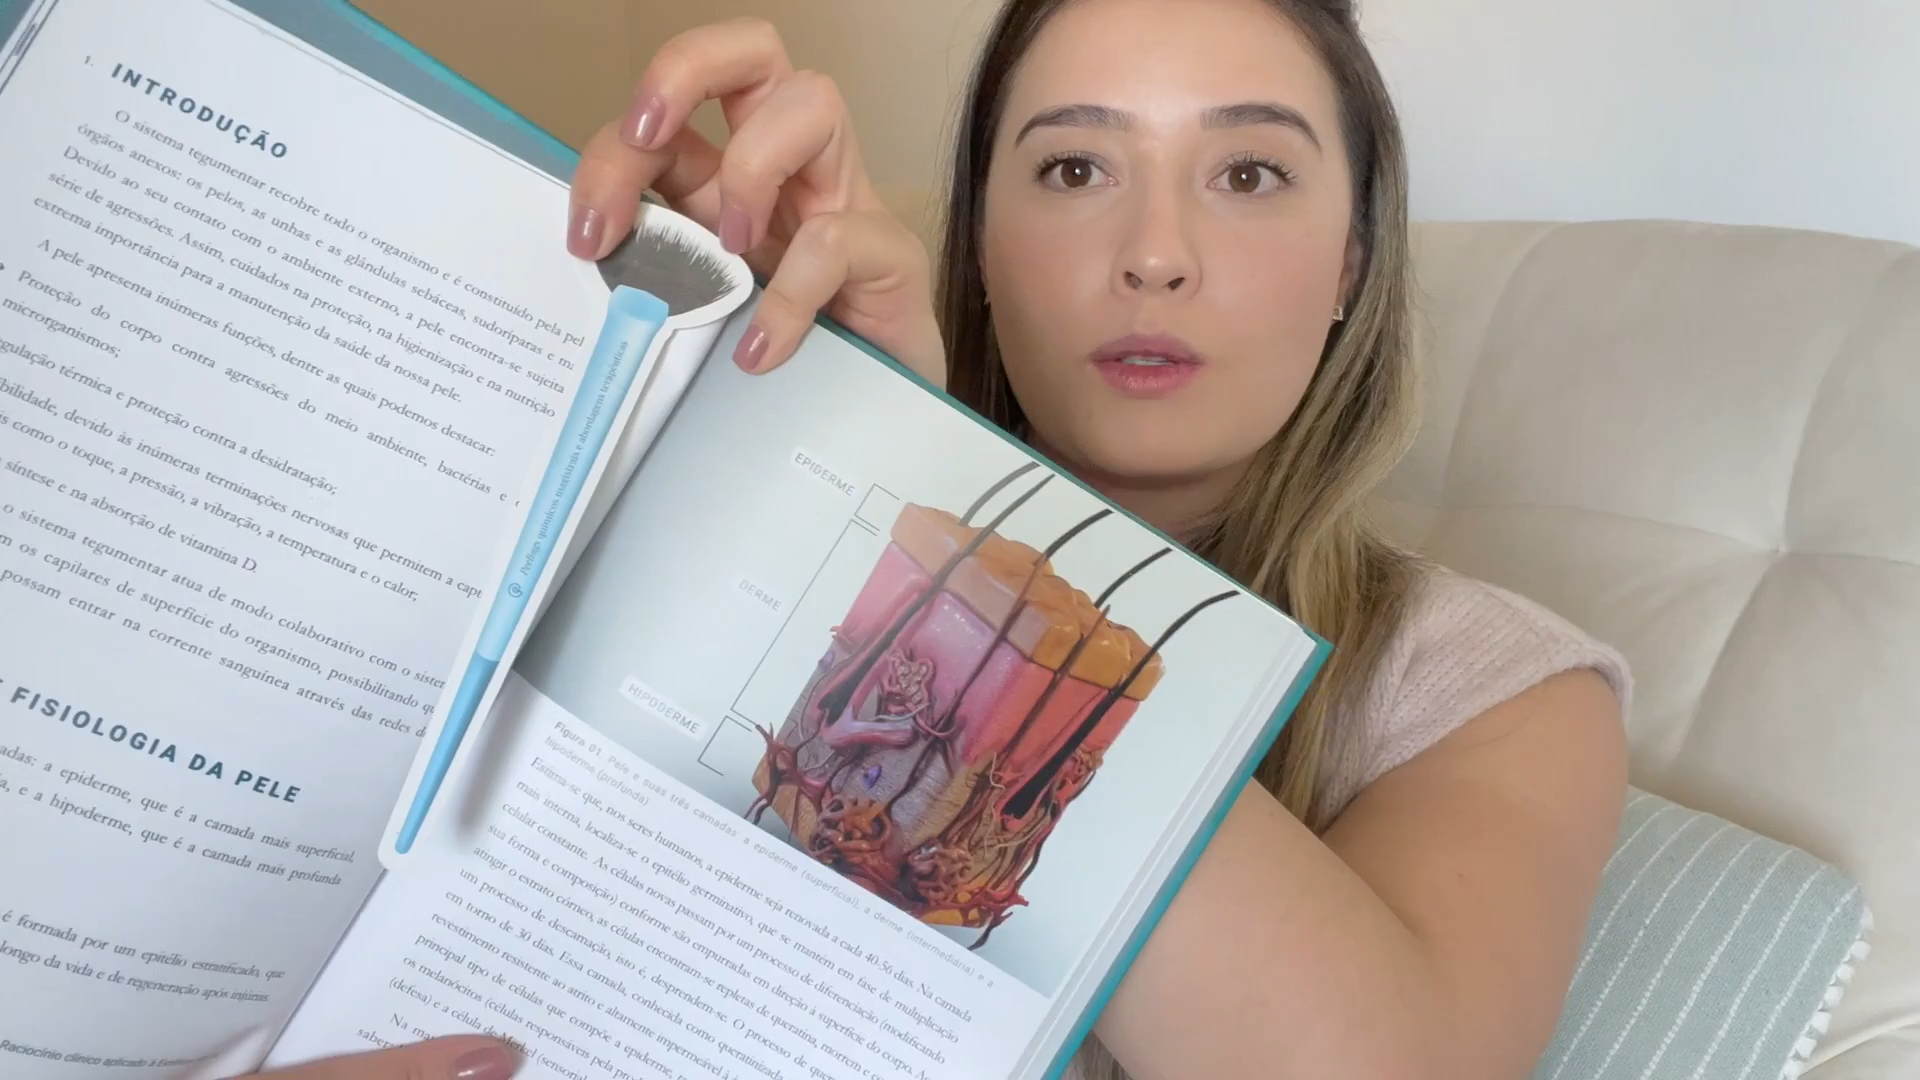 1. INTRODUÇÃO
O sistema tegumentar recobre todo o organismo e é constituído pela pel
órgãos anexos: os pelos, as unhas e as glândulas sebáceas, sudoríparas e m
Devido ao seu contato com o ambiente externo, a pele encontra-se sujeita
série de agressões. Assim, cuidados na proteção, na higienização e na nutrição
extrema importância para a manutenção da saúde da nossa pele.
A pele apresenta inúmeras funções, dentre as quais podemos destacar:
Proteção do corpo contra agressões do meio ambiente, bactérias e
microrganismos;
gulação térmica e proteção contra a desidratação;
bilidade, devido às inúmeras terminações nervosas que permitem a capt
is como o toque, a pressão, a vibração, a temperatura e o calor;
síntese e na absorção de vitamina D.
o sistema tegumentar atua de modo colaborativo com o sister
m os capilares de superfície do organismo, possibilitando q
possam entrar na corrente sanguínea através das redes d
FISIOLOGIA DA PELE
adas: a epiderme, que é a camada mais superficial,
a, e a hipoderme, que é a camada mais profunda
é formada por um epitélio estratificado, que
longo da vida e de regeneração após injúrias.
Raciocínio clínico aplicado à
Peelings químicos magistrais e abordagens terapêuticas
EPIDERME
DERME
HIPODERME
Figura 01. Pele e suas três camadas: a epiderme (superficial), a derme (intermediária) e a
hipoderme (profunda)
Estima-se que, nos seres humanos, a epiderme seja renovada a cada 40-56 dias. Na camada
mais interna, localiza-se o epitélio germinativo, que se mantém em fase de multiplicação
celular constante. As células novas passam por um processo de diferenciação (modificando
sua forma e composição) conforme são empurradas em direção à superfície do corpo. Ao
atingir o estrato córneo, as células encontram-se repletas de queratina, morrem e
um processo de descamação, isto é, desprendem-se. O processo de quer
em torno de 30 dias. Essa camada, conhecida como queratinizada
revestimento resistente ao atrito e altamente impermeável à
principal tipo de células que compõe a epiderme,
os melanócitos (células responsáveis pela prod
(defesa) e a célula de Merkel (sensorial
Na